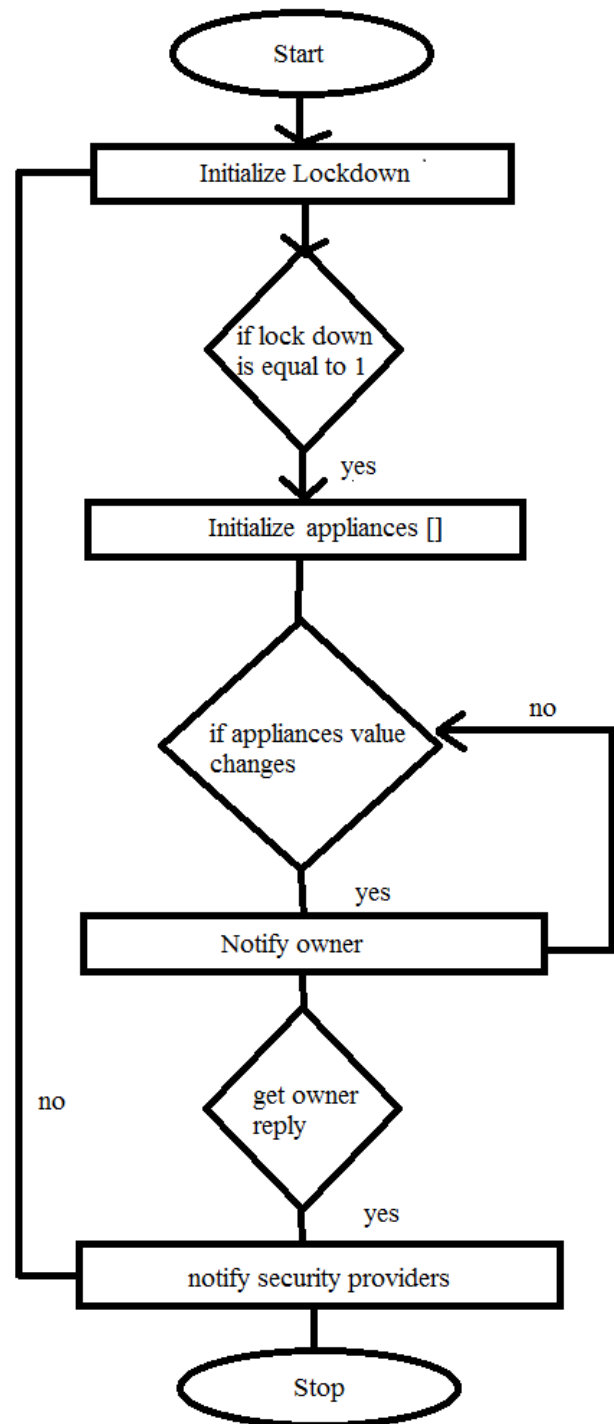 Start
Initialize Lockdown
if lock down
is equal to 1
yes
Initialize appliances []
if appliances value
changes
no
yes
Notify owner
get owner
reply
no
yes
notify security providers
Stop